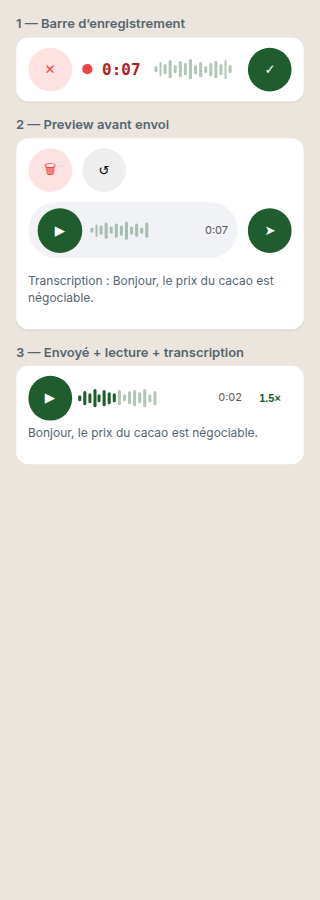 1 — Barre d’enregistrement
✕ 0:07 ✓
2 — Preview avant envoi
🗑 ↺
▶ 0:07 ➤
Transcription : Bonjour, le prix du cacao est
négociable.
3 — Envoyé + lecture + transcription
▶ 0:02 1.5×
Bonjour, le prix du cacao est négociable.